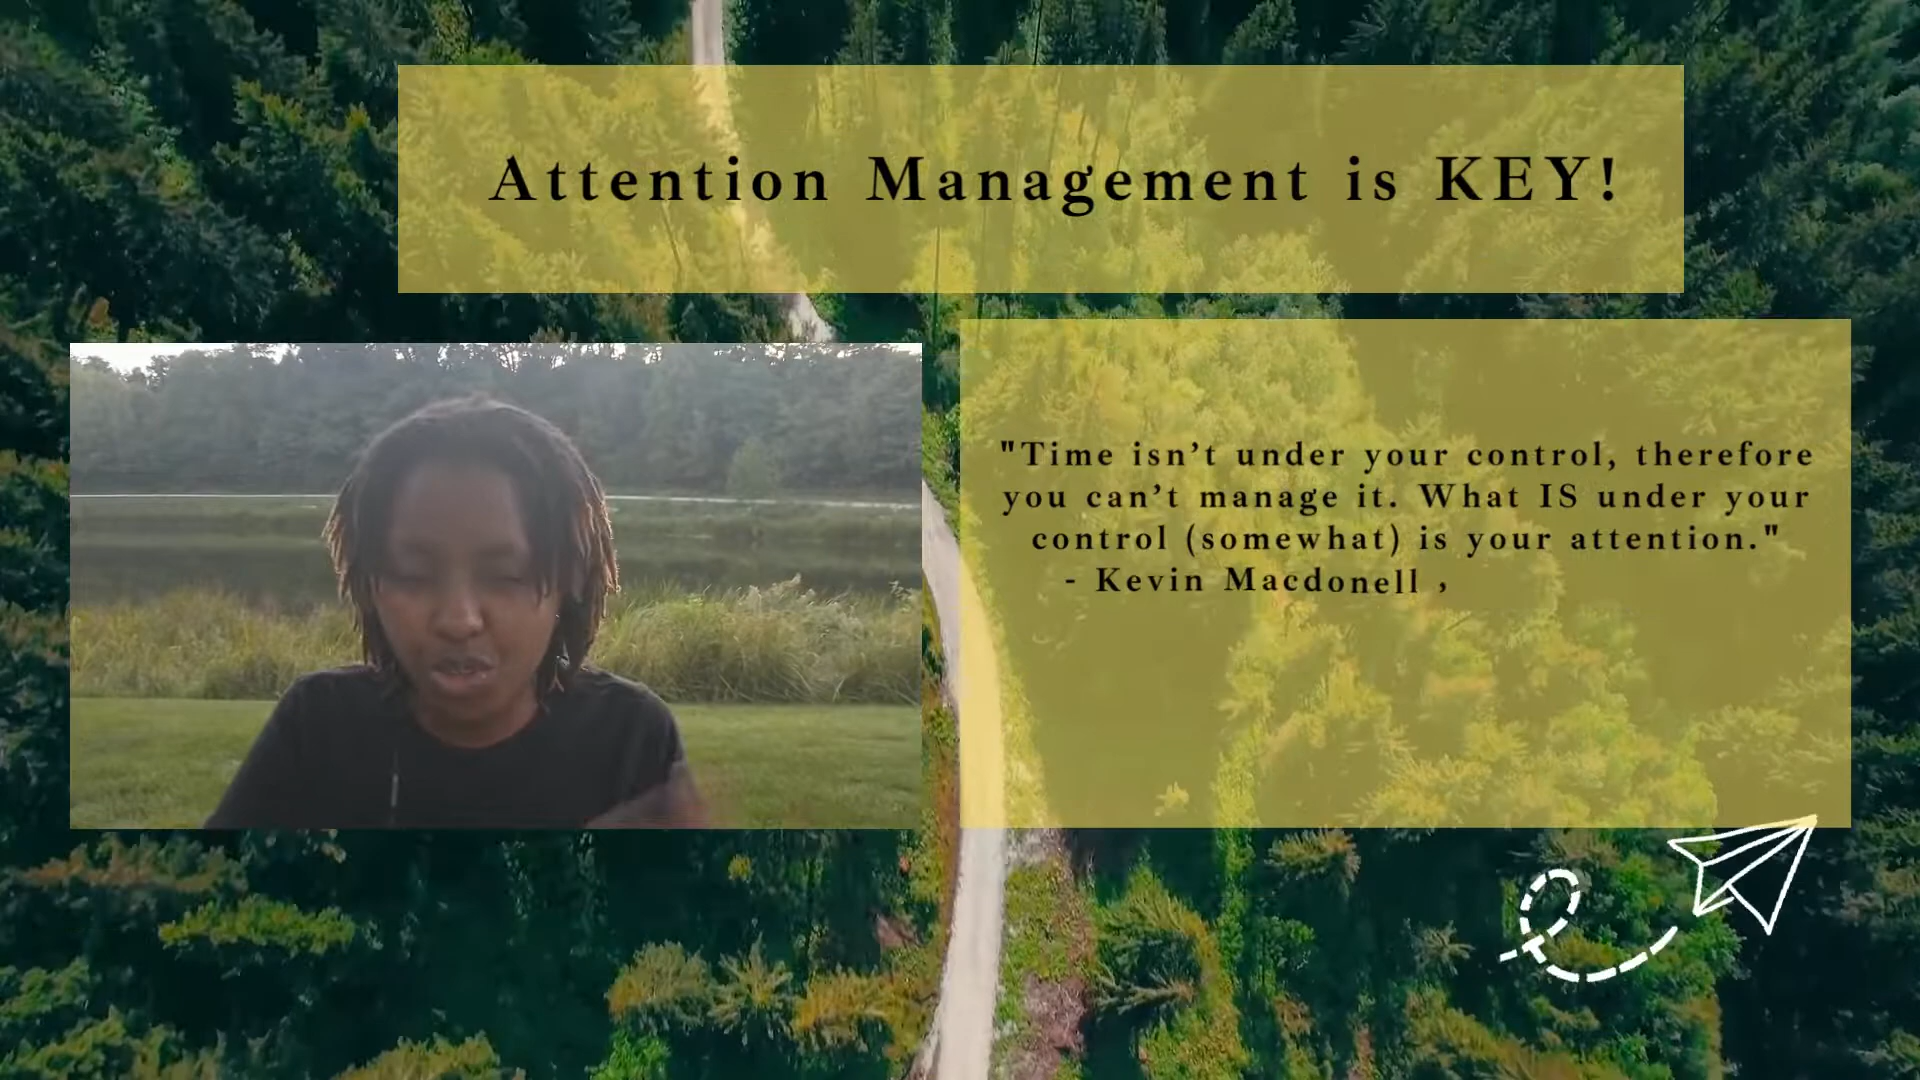 Attention Management is KEY!
"Time isn't under your control, therefore
you can't manage it. What IS under your
control (somewhat) is your attention."
- Kevin Macdonell ,